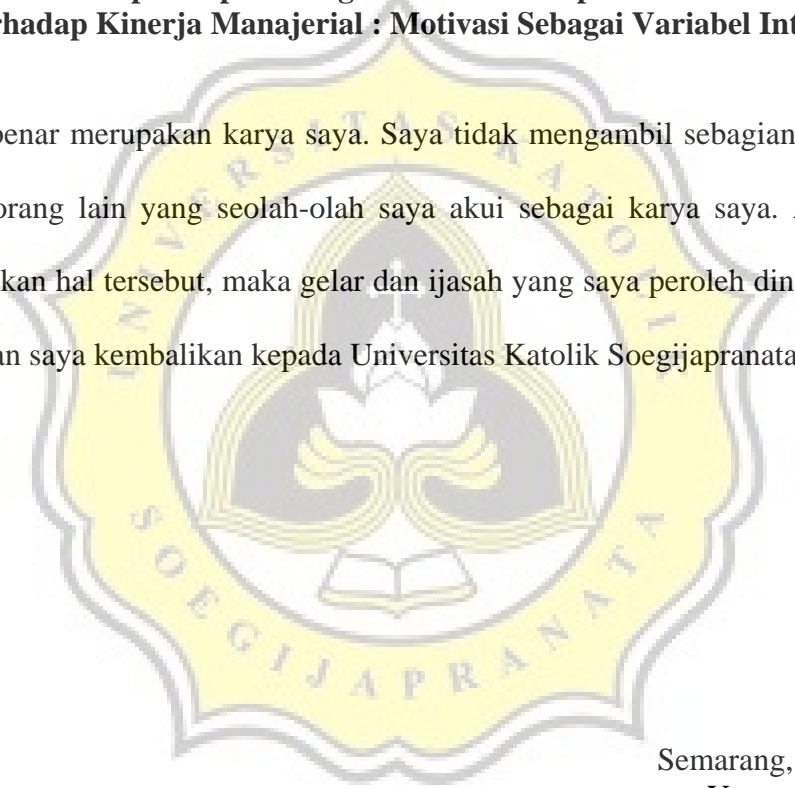 rhadap Kinerja Manajerial : Motivasi Sebagai Variabel Int
benar merupakan karya saya. Saya tidak mengambil sebagian
orang lain yang seolah-olah saya akui sebagai karya saya.
kan hal tersebut, maka gelar dan ijasah yang saya peroleh din
an saya kembalikan kepada Universitas Katolik Soegijapranata
UNIVERSITAS KATOLIK
SOEGIJAPRANATA
Semarang,